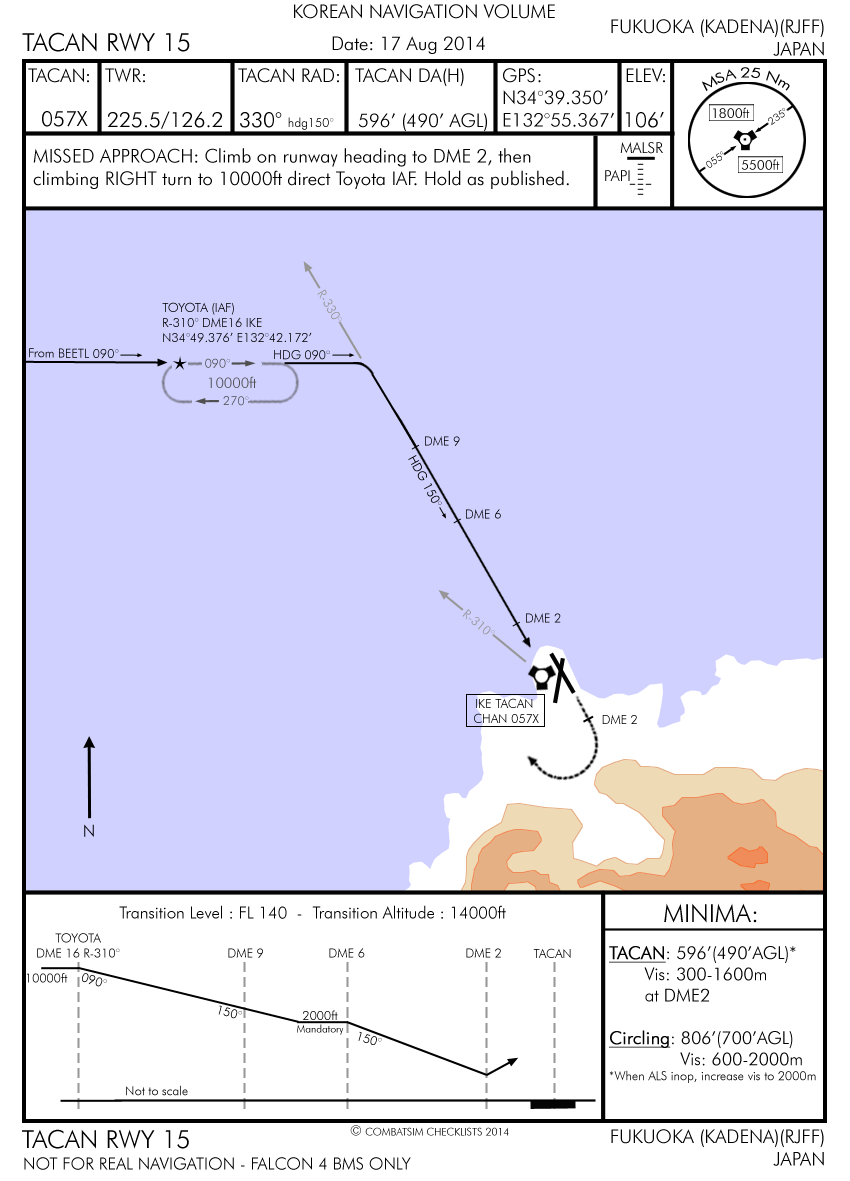 KOREAN NAVIGATION VOLUME
TACAN RWY 15
Date: 17 Aug 2014
FUKUOKA (KADENA)(RJFF)
JAPAN
TACAN:
057X
TWR:
225.5/126.2
TACAN RAD:
330° hdg150°
TACAN DA(H)
596’ (490’ AGL)
GPS:
N34°39.350’
E132°55.367’
ELEV:
106’
MSA 25 Nm
1800ft
235°
055°
5500ft
MISSED APPROACH: Climb on runway heading to DME 2, then
climbing RIGHT turn to 10000ft direct Toyota IAF. Hold as published.
MALSR
PAPI
R-330°
TOYOTA (IAF)
R-310° DME16 IKE
N34°49.376’ E132°42.172’
From BEETL 090°
090°
HDG 090°
10000ft
270°
DME 9
HDG 150°
DME 6
DME 2
R-310°
IKE TACAN
CHAN 057X
DME 2
N
Transition Level : FL 140 - Transition Altitude : 14000ft
TOYOTA
DME 16 R-310°
DME 9
DME 6
DME 2
TACAN
10000ft
090°
150°
2000ft
Mandatory
150°
Not to scale
MINIMA:
TACAN: 596’(490’AGL)*
Vis: 300-1600m
at DME2
Circling: 806’(700’AGL)
Vis: 600-2000m
*When ALS inop, increase vis to 2000m
TACAN RWY 15
© COMBATSIM CHECKLISTS 2014
FUKUOKA (KADENA)(RJFF)
JAPAN
NOT FOR REAL NAVIGATION - FALCON 4 BMS ONLY